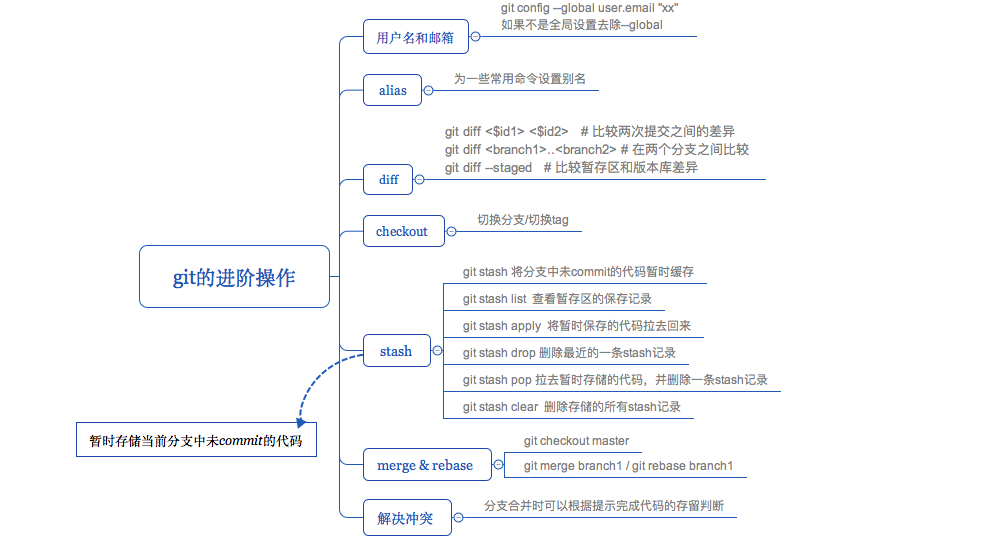 git config --global user.email "xx"
如果不是全局设置去除--global
用户名和邮箱
为一些常用命令设置别名
alias
git diff <$id1> <$id2> # 比较两次提交之间的差异
git diff <branch1>..<branch2> # 在两个分支之间比较
git diff --staged # 比较暂存区和版本库差异
diff
切换分支/切换tag
checkout
git的进阶操作
git stash 将分支中未commit的代码暂时缓存
git stash list 查看暂存区的保存记录
git stash apply 将暂时保存的代码拉去回来
stash
git stash drop 删除最近的一条stash记录
git stash pop 拉去暂时存储的代码，并删除一条stash记录
git stash clear 删除存储的所有stash记录
暂时存储当前分支中未commit的代码
git checkout master
merge & rebase
git merge branch1 / git rebase branch1
分支合并时可以根据提示完成代码的存留判断
解决冲突